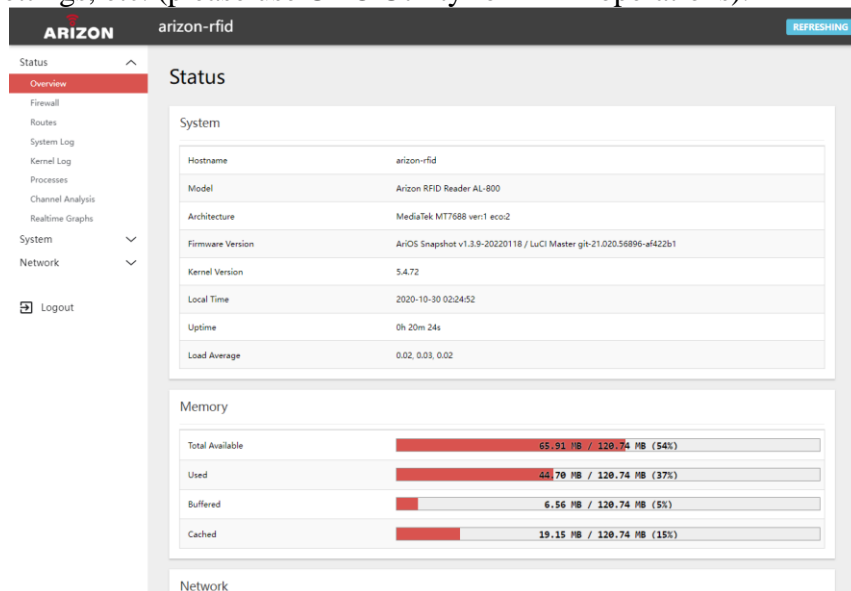 etc. (please use
operations).
ARIZON
arizon-rfid
REFRESHING
Status
Overview
Firewall
Routes
System Log
Kernel Log
Processes
Channel Analysis
Realtime Graphs
System
Network
Logout
Status
System
Hostname arizon-rfid
Model Arizon RFID Reader AL-800
Architecture MediaTek MT7688 ver:1 eco:2
Firmware Version AriOS Snapshot v1.3.9-20220118 / LuCI Master git-21.020.56896-af422b1
Kernel Version 5.4.72
Local Time 2020-10-30 02:24:52
Uptime 0h 20m 24s
Load Average 0.02, 0.03, 0.02
Memory
Total Available 65.91 MB / 120.74 MB (54%)
Used 44.70 MB / 120.74 MB (37%)
Buffered 6.56 MB / 120.74 MB (5%)
Cached 19.15 MB / 120.74 MB (15%)
Network